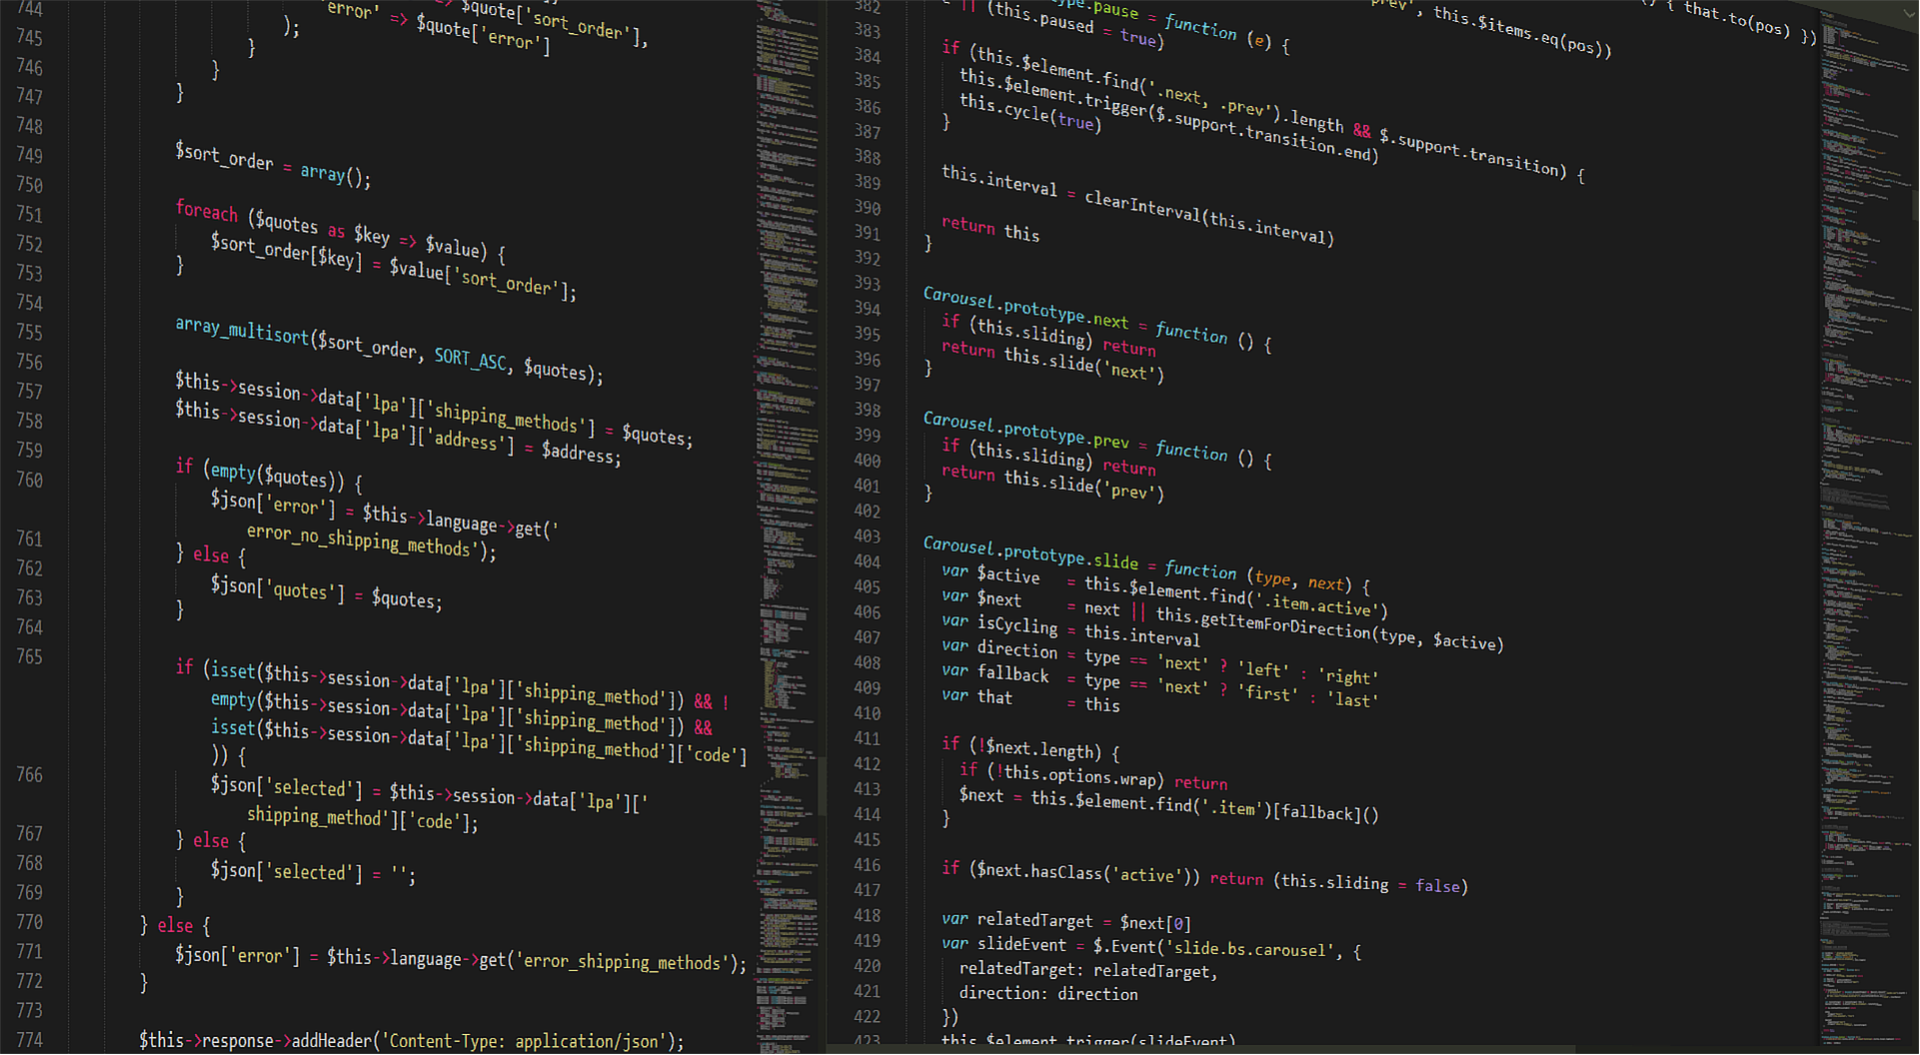 744
745
746
747
748
749
750
751
752
753
754
755
756
757
758
759
760
761
762
763
764
765
766
767
768
769
770
771
772
773
774
=> $quote['sort_order'],
'error' => $quote['error']
);
}
}
}
$sort_order = array();
foreach ($quotes as $key => $value) {
$sort_order[$key] = $value['sort_order'];
}
array_multisort($sort_order, SORT_ASC, $quotes);
$this->session->data['lpa']['shipping_methods'] = $quotes;
$this->session->data['lpa']['address'] = $address;
if (empty($quotes)) {
$json['error'] = $this->language->get('
error_no_shipping_methods');
} else {
$json['quotes'] = $quotes;
}
if (isset($this->session->data['lpa']['shipping_method']) && !
empty($this->session->data['lpa']['shipping_method']) &&
isset($this->session->data['lpa']['shipping_method']['code']
)) {
$json['selected'] = $this->session->data['lpa']['
shipping_method']['code'];
} else {
$json['selected'] = '';
}
} else {
$json['error'] = $this->language->get('error_shipping_methods');
}
$this->response->addHeader('Content-Type: application/json');
382
383
384
385
386
387
388
389
390
391
392
393
394
395
396
397
398
399
400
401
402
403
404
405
406
407
408
409
410
411
412
413
414
415
416
417
418
419
420
421
422
423
prev', this.$items.eq(pos))
{ that.to(pos) })
.pause = function (e) {
|| (this.paused = true)
if (this.$element.find('.next, .prev').length && $.support.transition) {
this.$element.trigger($.support.transition.end)
this.cycle(true)
}
this.interval = clearInterval(this.interval)
return this
}
Carousel.prototype.next = function () {
if (this.sliding) return
return this.slide('next')
}
Carousel.prototype.prev = function () {
if (this.sliding) return
return this.slide('prev')
}
Carousel.prototype.slide = function (type, next) {
var $active = this.$element.find('.item.active')
var $next = next || this.getItemForDirection(type, $active)
var isCycling = this.interval
var direction = type == 'next' ? 'left' : 'right'
var fallback = type == 'next' ? 'first' : 'last'
var that = this
if (!$next.length) {
if (!this.options.wrap) return
$next = this.$element.find('.item')[fallback]()
}
if ($next.hasClass('active')) return (this.sliding = false)
var relatedTarget = $next[0]
var slideEvent = $.Event('slide.bs.carousel', {
relatedTarget: relatedTarget,
direction: direction
})
this.$element.trigger(slideEvent)